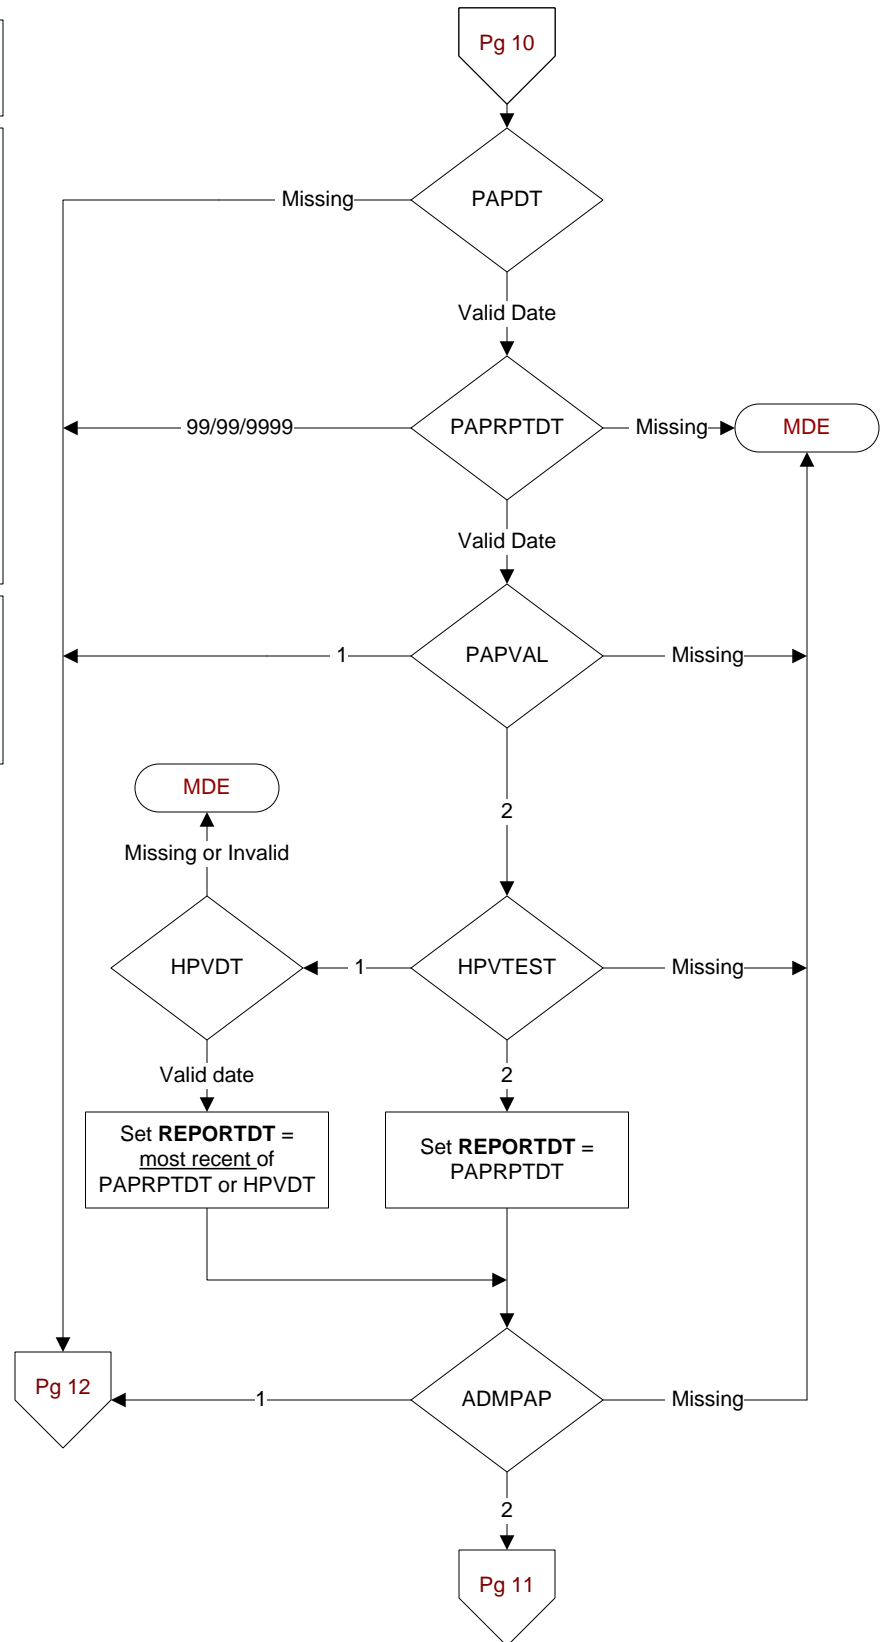 Pg 10
PAPDT
Missing
Valid Date
99/99/9999
PAPRPTDT
Missing
MDE
Valid Date
1
PAPVAL
Missing
MDE
2
Missing or Invalid
HPVDT
1
HPVTEST
Missing
Valid date
2
Set REPORTDT =
most recent of
PAPRPTDT or HPVDT
Set REPORTDT =
PAPRPTDT
Pg 12
1
ADMPAP
Missing
2
Pg 11